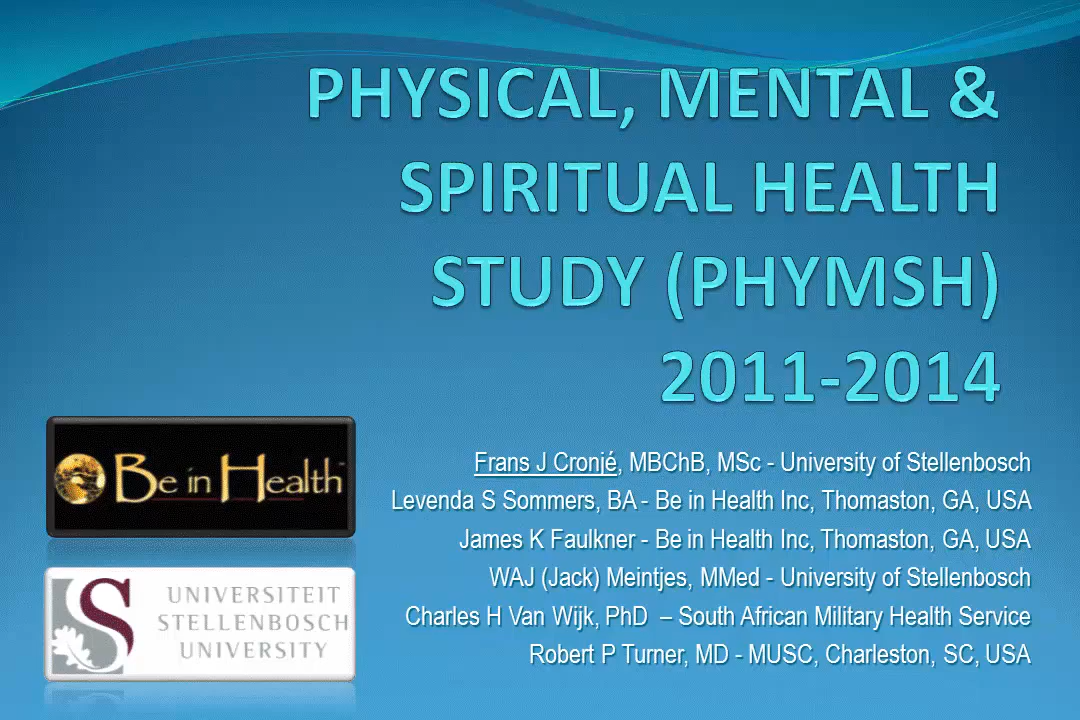 PHYSICAL, MENTAL &
SPIRITUAL HEALTH
STUDY (PHYMSH)
2011-2014
Be in Health™
UNIVERSITEIT
STELLENBOSCH
UNIVERSITY
Frans J Cronjé, MBChB, MSc - University of Stellenbosch
Levenda S Sommers, BA - Be in Health Inc, Thomaston, GA, USA
James K Faulkner - Be in Health Inc, Thomaston, GA, USA
WAJ (Jack) Meintjes, MMed - University of Stellenbosch
Charles H Van Wijk, PhD – South African Military Health Service
Robert P Turner, MD - MUSC, Charleston, SC, USA